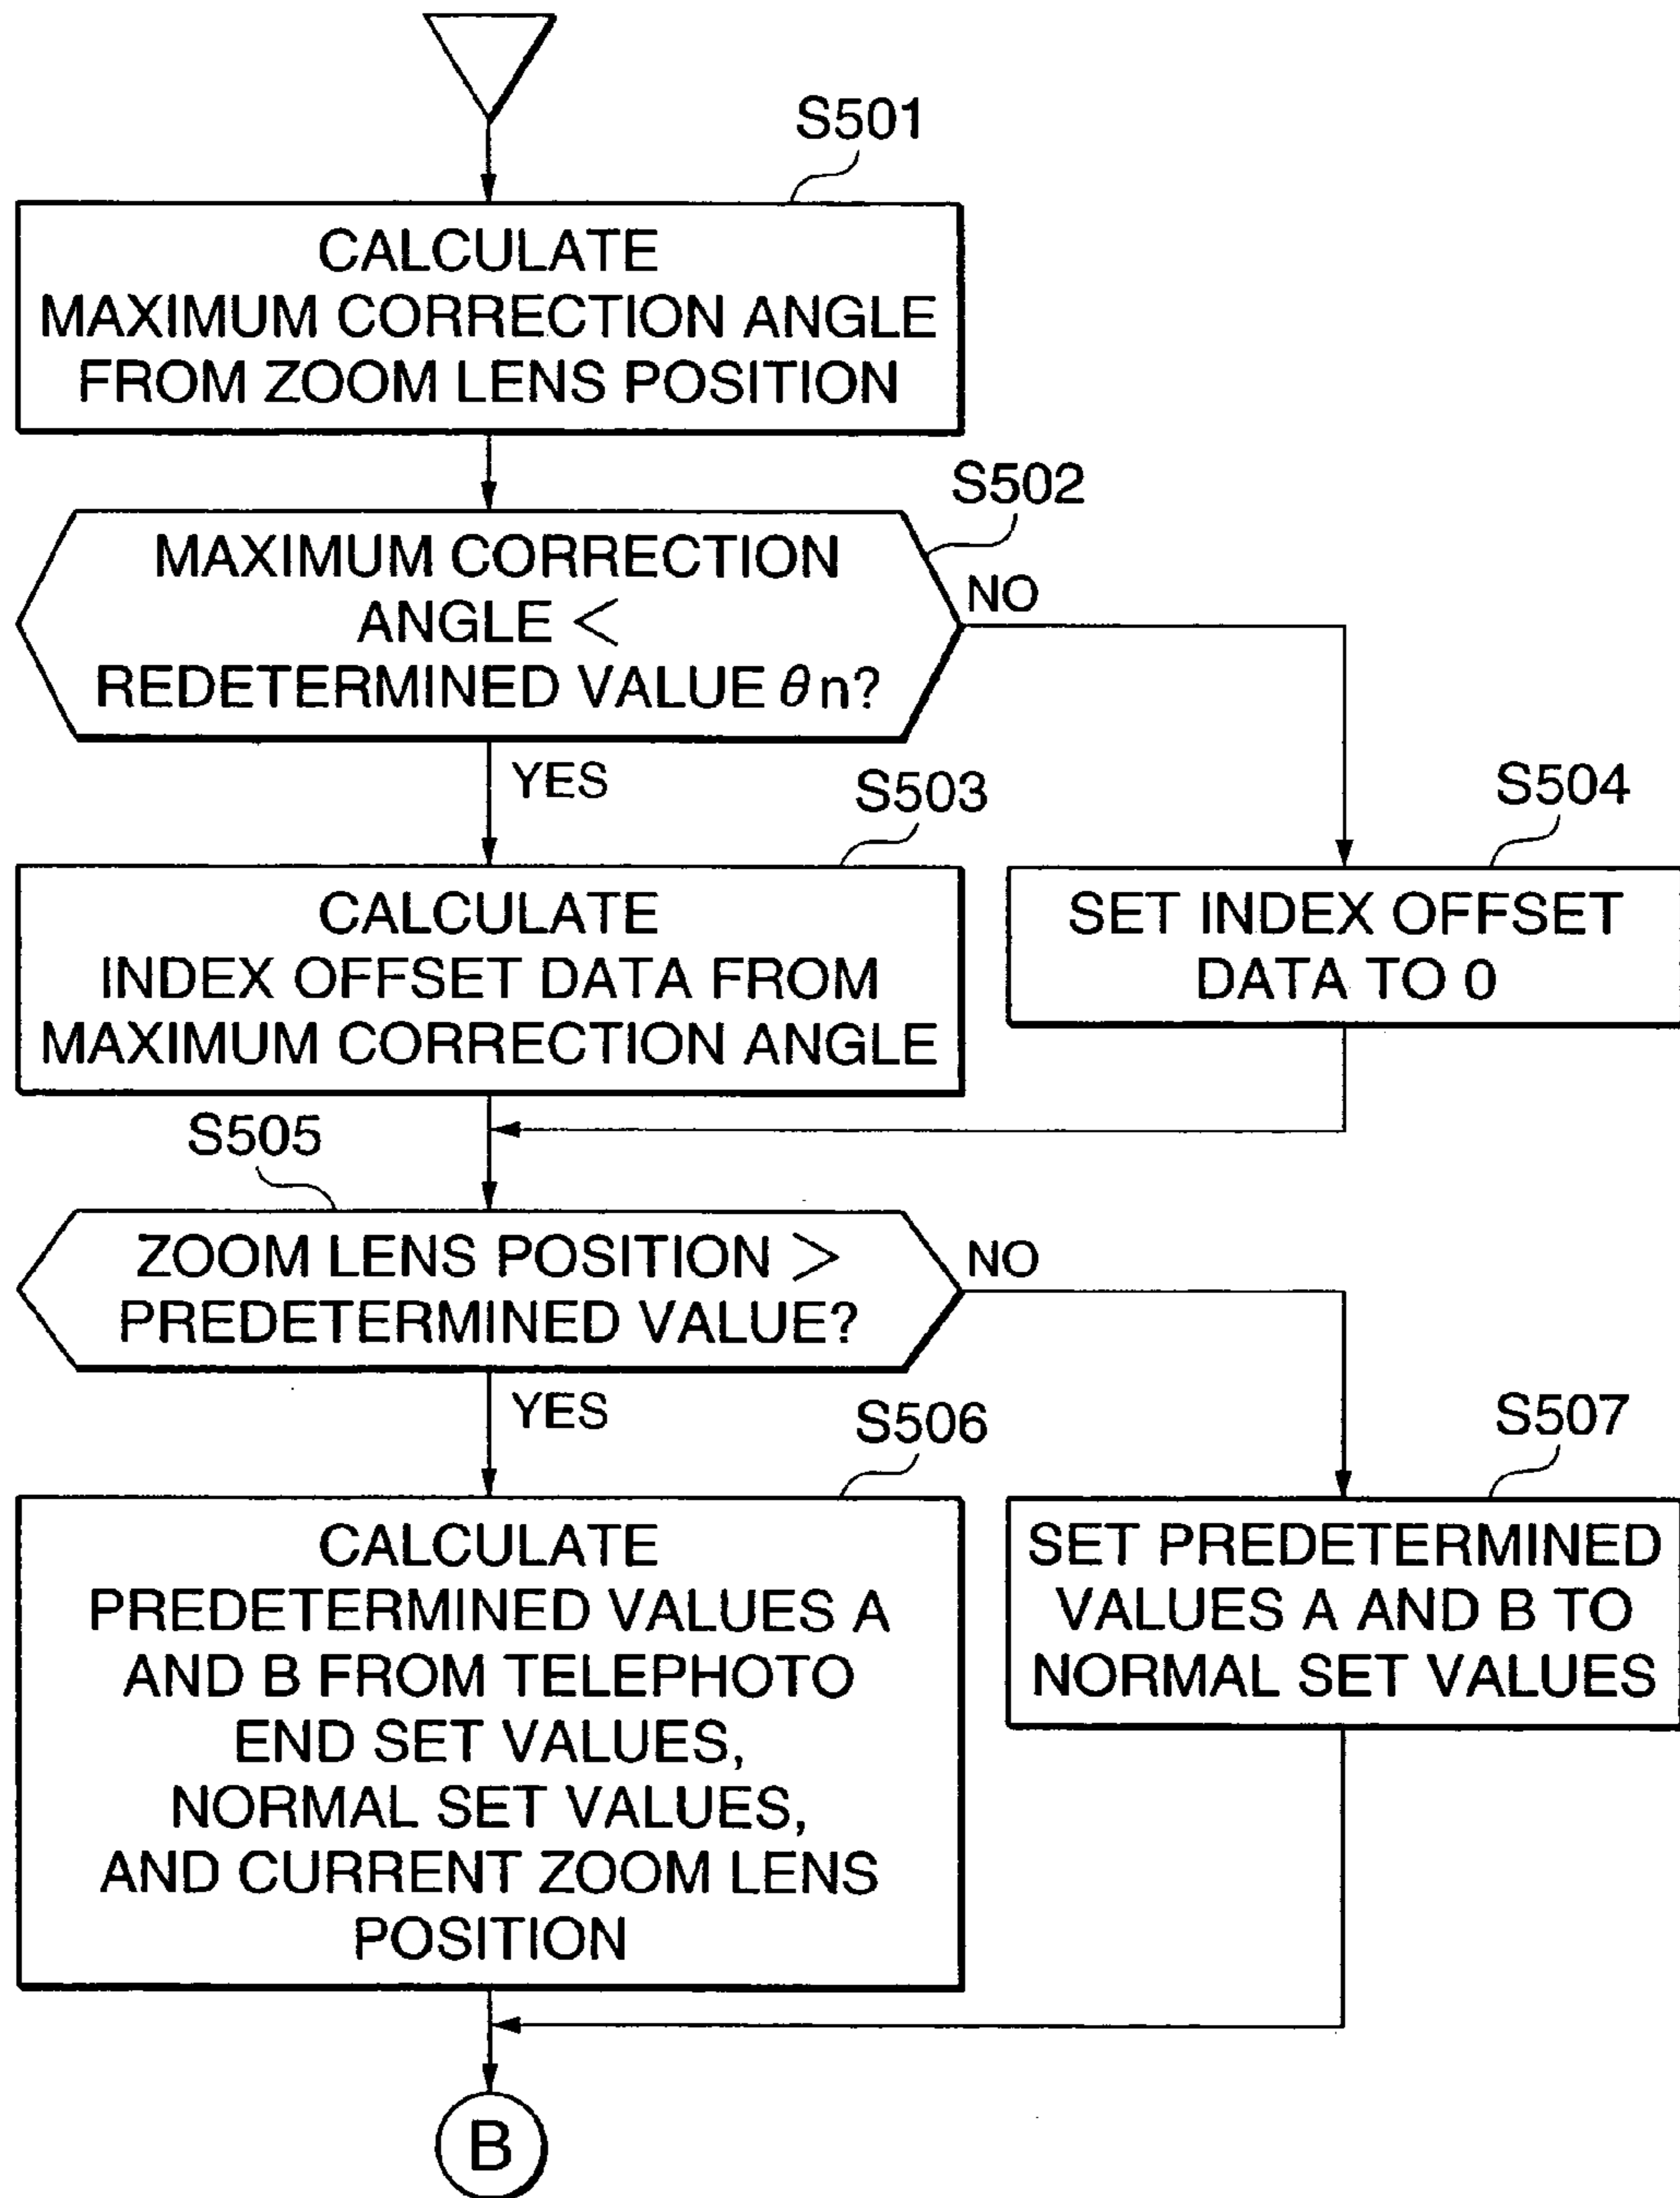 S501
CALCULATE
MAXIMUM CORRECTION ANGLE
FROM ZOOM LENS POSITION
S502
MAXIMUM CORRECTION
ANGLE <
REDETERMINED VALUE θn?
NO
YES
S503
CALCULATE
INDEX OFFSET DATA FROM
MAXIMUM CORRECTION ANGLE
S504
SET INDEX OFFSET
DATA TO 0
S505
ZOOM LENS POSITION >
PREDETERMINED VALUE?
NO
YES
S506
CALCULATE
PREDETERMINED VALUES A
AND B FROM TELEPHOTO
END SET VALUES,
NORMAL SET VALUES,
AND CURRENT ZOOM LENS
POSITION
S507
SET PREDETERMINED
VALUES A AND B TO
NORMAL SET VALUES
B